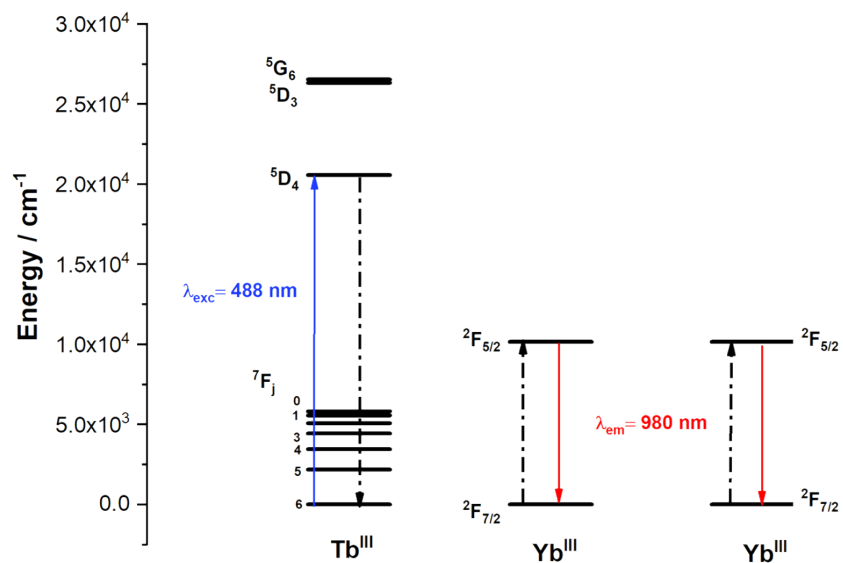 3.0x10⁴
2.5x10⁴
2.0x10⁴
1.5x10⁴
1.0x10⁴
5.0x10³
0.0
Energy / cm⁻¹
⁵G₆
⁵D₃
⁵D₄
λexc= 488 nm
⁷Fj
0
1
3
4
5
6
Tbᴵᴵᴵ
²F₅/₂
²F₇/₂
Ybᴵᴵᴵ
λem= 980 nm
²F₅/₂
²F₇/₂
Ybᴵᴵᴵ